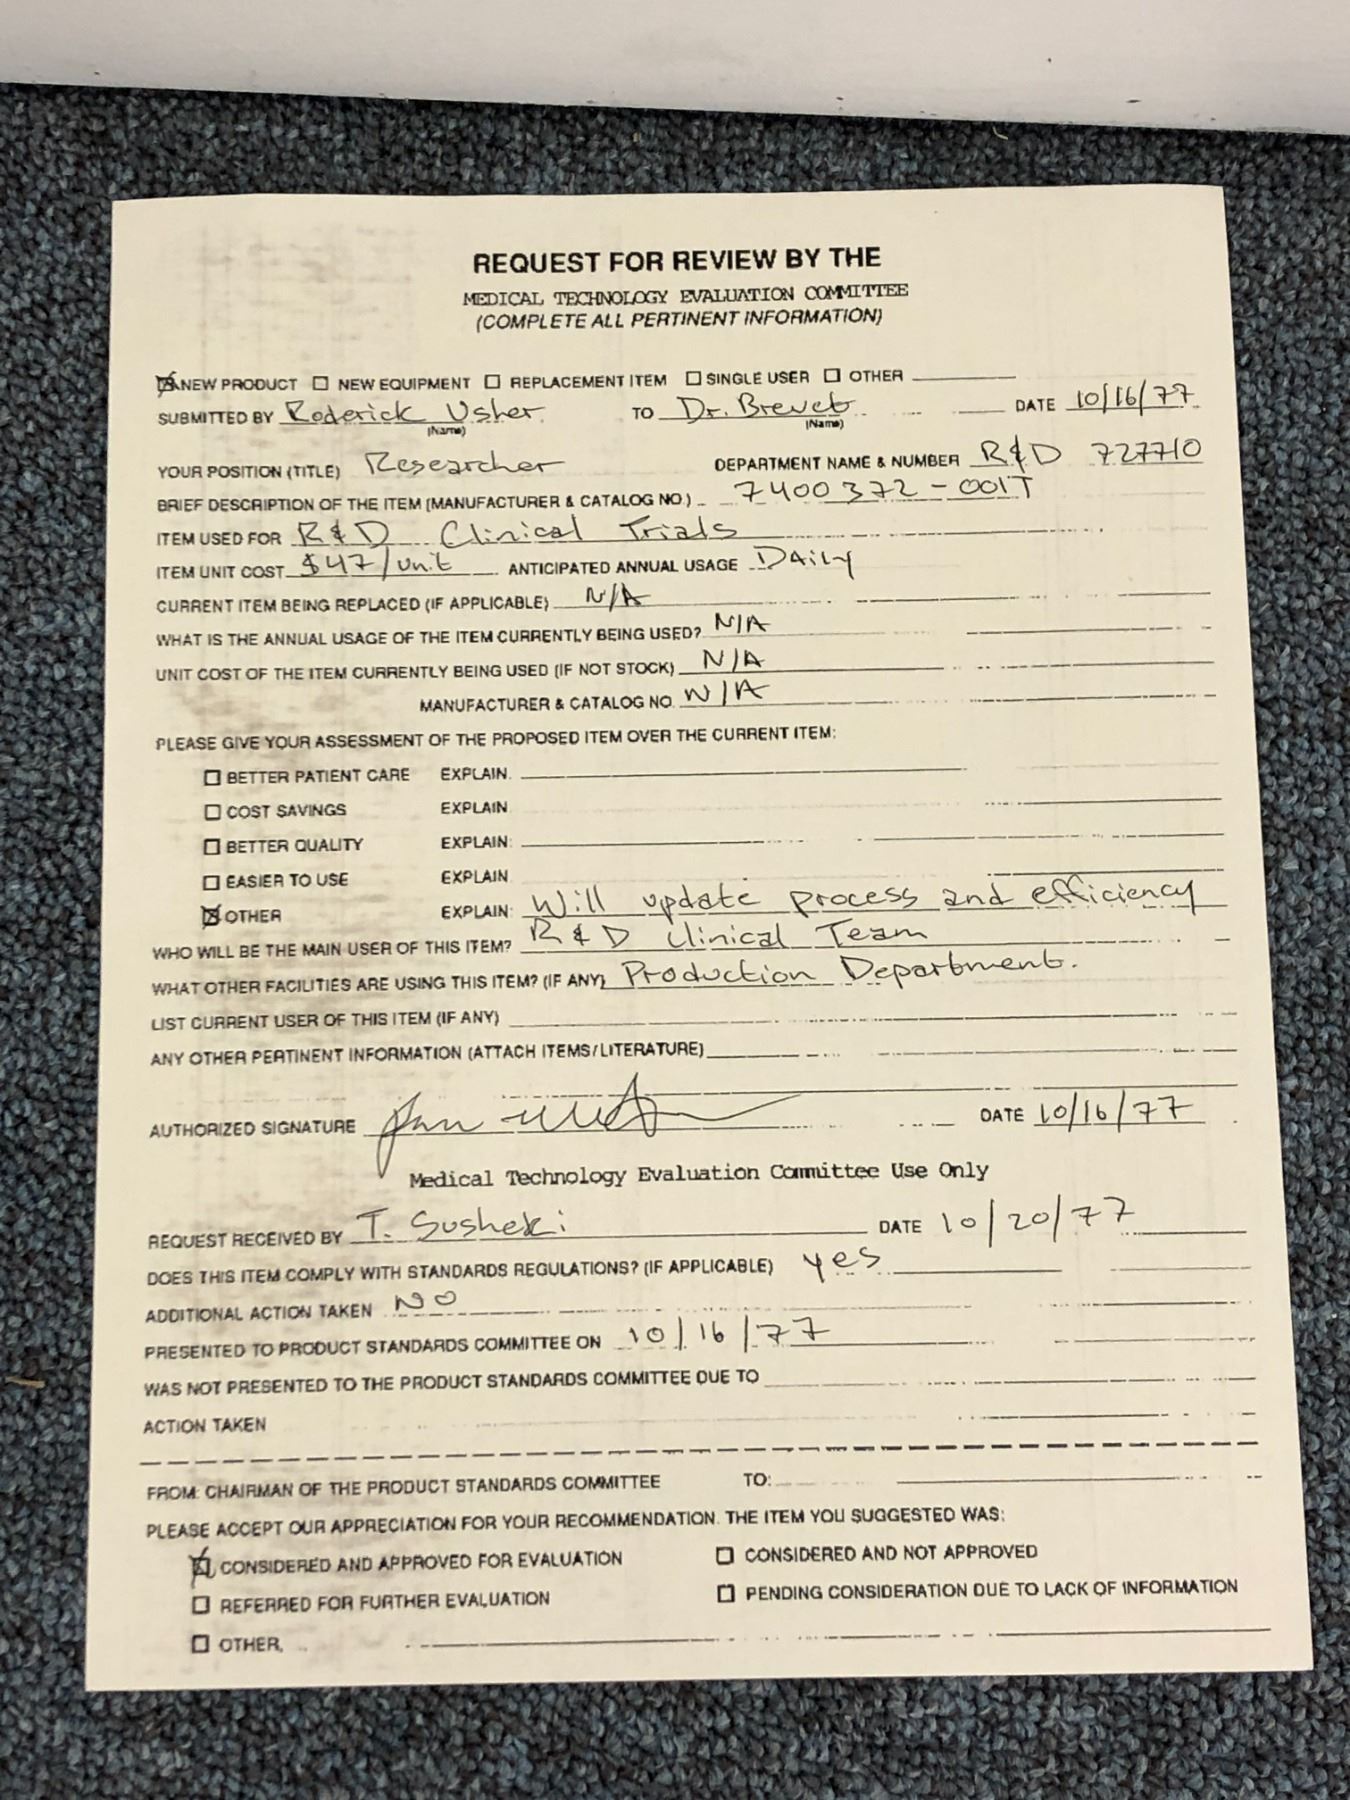 REQUEST FOR REVIEW BY THE
MEDICAL TECHNOLOGY EVALUATION COMMITTEE
(COMPLETE ALL PERTINENT INFORMATION)
NEW PRODUCT NEW EQUIPMENT REPLACEMENT ITEM SINGLE USER OTHER
SUBMITTED BY Roderick Usher TO Dr. Brevet DATE 10/16/77
(Name) (Name)
YOUR POSITION (TITLE) Researcher DEPARTMENT NAME & NUMBER R&D 727710
BRIEF DESCRIPTION OF THE ITEM (MANUFACTURER & CATALOG NO.) 7400372-001T
ITEM USED FOR R&D Clinical Trials
ITEM UNIT COST $47/unit ANTICIPATED ANNUAL USAGE Daily
CURRENT ITEM BEING REPLACED (IF APPLICABLE) N/A
WHAT IS THE ANNUAL USAGE OF THE ITEM CURRENTLY BEING USED? N/A
UNIT COST OF THE ITEM CURRENTLY BEING USED (IF NOT STOCK) N/A
MANUFACTURER & CATALOG NO. N/A
PLEASE GIVE YOUR ASSESSMENT OF THE PROPOSED ITEM OVER THE CURRENT ITEM:
BETTER PATIENT CARE EXPLAIN
COST SAVINGS EXPLAIN
BETTER QUALITY EXPLAIN:
EASIER TO USE EXPLAIN
OTHER EXPLAIN: Will update process and efficiency
WHO WILL BE THE MAIN USER OF THIS ITEM? R&D Clinical Team
WHAT OTHER FACILITIES ARE USING THIS ITEM? (IF ANY) Production Department.
LIST CURRENT USER OF THIS ITEM (IF ANY)
ANY OTHER PERTINENT INFORMATION (ATTACH ITEMS/LITERATURE)
AUTHORIZED SIGNATURE DATE 10/16/77
Medical Technology Evaluation Committee Use Only
REQUEST RECEIVED BY T. Susheki DATE 10/20/77
DOES THIS ITEM COMPLY WITH STANDARDS REGULATIONS? (IF APPLICABLE) yes
ADDITIONAL ACTION TAKEN NO
PRESENTED TO PRODUCT STANDARDS COMMITTEE ON 10/16/77
WAS NOT PRESENTED TO THE PRODUCT STANDARDS COMMITTEE DUE TO
ACTION TAKEN
FROM: CHAIRMAN OF THE PRODUCT STANDARDS COMMITTEE TO:
PLEASE ACCEPT OUR APPRECIATION FOR YOUR RECOMMENDATION. THE ITEM YOU SUGGESTED WAS:
CONSIDERED AND APPROVED FOR EVALUATION CONSIDERED AND NOT APPROVED
REFERRED FOR FURTHER EVALUATION PENDING CONSIDERATION DUE TO LACK OF INFORMATION
OTHER